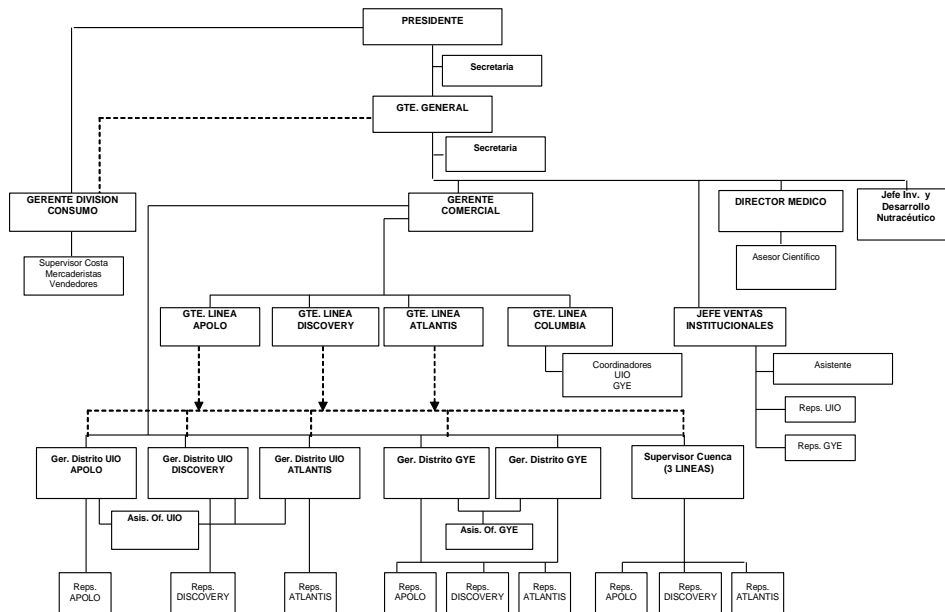 PRESIDENTE
Secretaria
GTE. GENERAL
Secretaria
GERENTE DIVISION
CONSUMO
GERENTE
COMERCIAL
DIRECTOR MEDICO
Jefe Inv. y
Desarrollo
Nutracéutico
Supervisor Costa
Mercaderistas
Vendedores
Asesor Científico
GTE. LINEA
APOLO
GTE. LINEA
DISCOVERY
GTE. LINEA
ATLANTIS
GTE. LINEA
COLUMBIA
JEFE VENTAS
INSTITUCIONALES
Coordinadores
UIO
GYE
Asistente
Reps. UIO
Reps. GYE
Ger. Distrito UIO
APOLO
Ger. Distrito UIO
DISCOVERY
Ger. Distrito UIO
ATLANTIS
Ger. Distrito GYE
Ger. Distrito GYE
Supervisor Cuenca
(3 LINEAS)
Asis. Of. UIO
Asis. Of. GYE
Reps.
APOLO
Reps.
DISCOVERY
Reps.
ATLANTIS
Reps.
APOLO
Reps.
DISCOVERY
Reps.
ATLANTIS
Reps.
APOLO
Reps.
DISCOVERY
Reps.
ATLANTIS